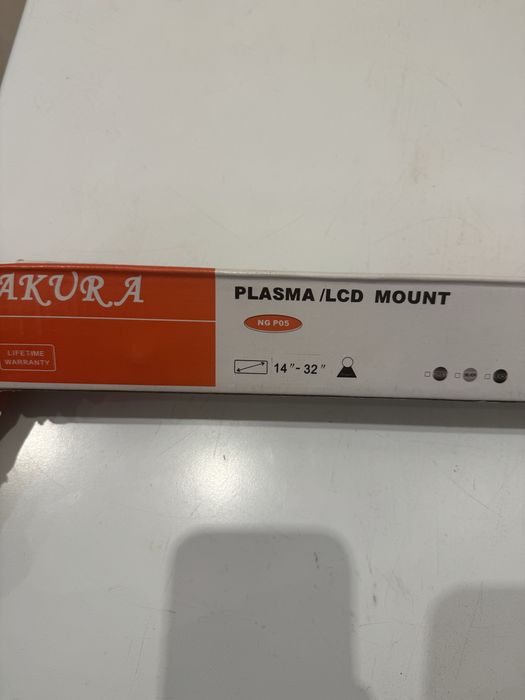 AKURA
LIFETIME
WARRANTY
PLASMA /LCD MOUNT
NG P05
14"- 32"